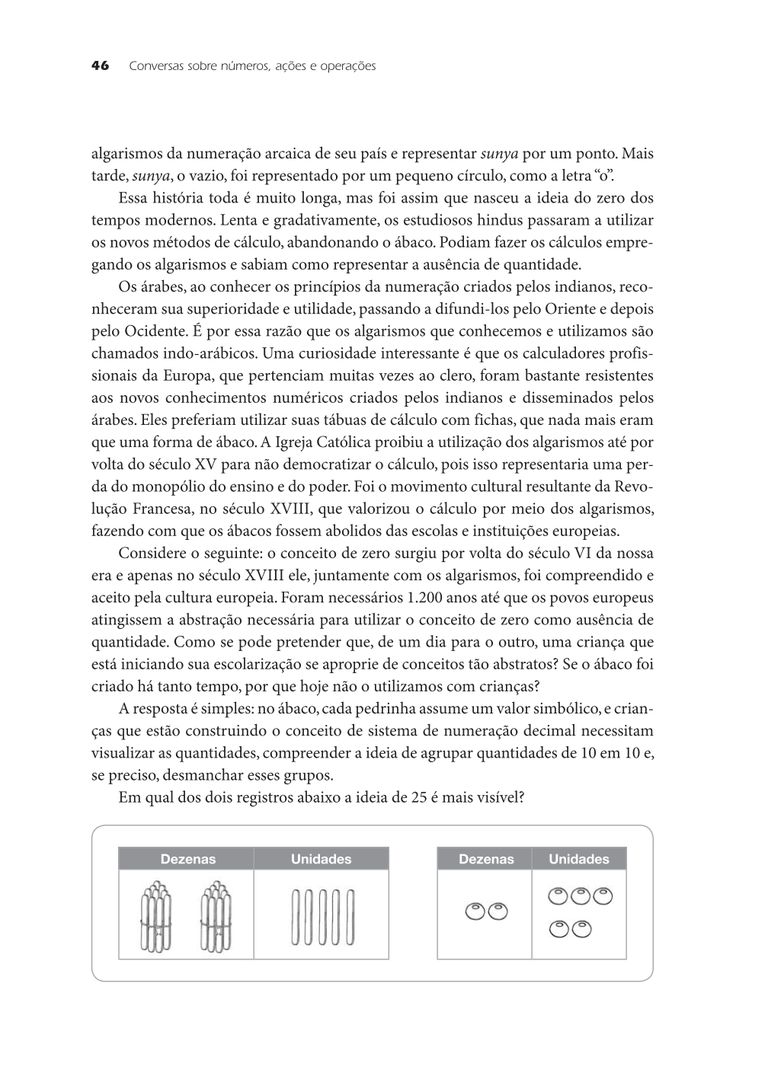 46 Conversas sobre números, ações e operações
algarismos da numeração arcaica de seu país e representar sunya por um ponto. Mais
tarde, sunya, o vazio, foi representado por um pequeno círculo, como a letra “o”.
Essa história toda é muito longa, mas foi assim que nasceu a ideia do zero dos
tempos modernos. Lenta e gradativamente, os estudiosos hindus passaram a utilizar
os novos métodos de cálculo, abandonando o ábaco. Podiam fazer os cálculos empre-
gando os algarismos e sabiam como representar a ausência de quantidade.
Os árabes, ao conhecer os princípios da numeração criados pelos indianos, reco-
nheceram sua superioridade e utilidade, passando a difundi-los pelo Oriente e depois
pelo Ocidente. É por essa razão que os algarismos que conhecemos e utilizamos são
chamados indo-arábicos. Uma curiosidade interessante é que os calculadores profis-
sionais da Europa, que pertenciam muitas vezes ao clero, foram bastante resistentes
aos novos conhecimentos numéricos criados pelos indianos e disseminados pelos
árabes. Eles preferiam utilizar suas tábuas de cálculo com fichas, que nada mais eram
que uma forma de ábaco. A Igreja Católica proibiu a utilização dos algarismos até por
volta do século XV para não democratizar o cálculo, pois isso representaria uma per-
da do monopólio do ensino e do poder. Foi o movimento cultural resultante da Revo-
lução Francesa, no século XVIII, que valorizou o cálculo por meio dos algarismos,
fazendo com que os ábacos fossem abolidos das escolas e instituições europeias.
Considere o seguinte: o conceito de zero surgiu por volta do século VI da nossa
era e apenas no século XVIII ele, juntamente com os algarismos, foi compreendido e
aceito pela cultura europeia. Foram necessários 1.200 anos até que os povos europeus
atingissem a abstração necessária para utilizar o conceito de zero como ausência de
quantidade. Como se pode pretender que, de um dia para o outro, uma criança que
está iniciando sua escolarização se aproprie de conceitos tão abstratos? Se o ábaco foi
criado há tanto tempo, por que hoje não o utilizamos com crianças?
A resposta é simples: no ábaco, cada pedrinha assume um valor simbólico, e crian-
ças que estão construindo o conceito de sistema de numeração decimal necessitam
visualizar as quantidades, compreender a ideia de agrupar quantidades de 10 em 10 e,
se preciso, desmanchar esses grupos.
Em qual dos dois registros abaixo a ideia de 25 é mais visível?
Dezenas Unidades Dezenas Unidades